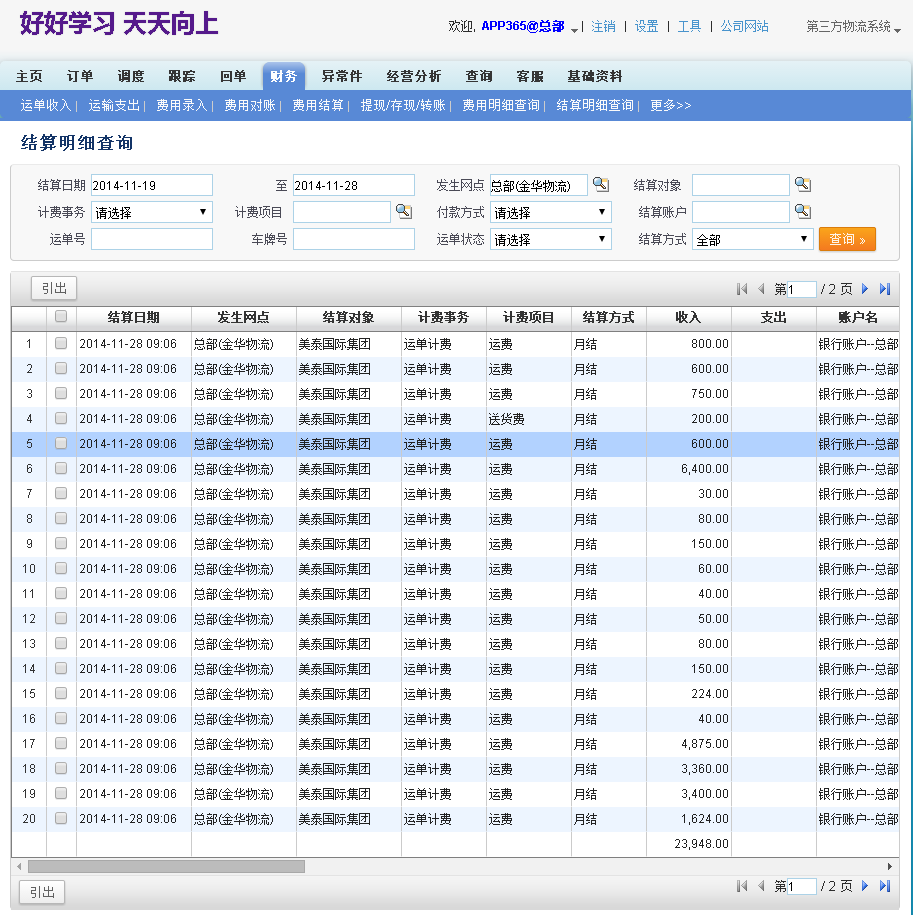 好好学习 天天向上
欢迎, APP365@总部 | 注销 | 设置 | 工具 | 公司网站 第三方物流系统
主页 订单 调度 跟踪 回单 财务 异常件 经营分析 查询 客服 基础资料
运单收入 | 运输支出 | 费用录入 | 费用对账 | 费用结算 | 提现/存现/转账 | 费用明细查询 | 结算明细查询 | 更多>>
结算明细查询
结算日期 2014-11-19 至 2014-11-28 发生网点 总部(金华物流) 结算对象
计费事务 请选择 计费项目 付款方式 请选择 结算账户
运单号 车牌号 运单状态 请选择 结算方式 全部 查询 »
引出 第1 / 2 页
结算日期 发生网点 结算对象 计费事务 计费项目 结算方式 收入 支出 账户名
1 2014-11-28 09:06 总部(金华物流) 美泰国际集团 运单计费 运费 月结 800.00 银行账户--总部
2 2014-11-28 09:06 总部(金华物流) 美泰国际集团 运单计费 运费 月结 600.00 银行账户--总部
3 2014-11-28 09:06 总部(金华物流) 美泰国际集团 运单计费 运费 月结 750.00 银行账户--总部
4 2014-11-28 09:06 总部(金华物流) 美泰国际集团 运单计费 送货费 月结 200.00 银行账户--总部
5 2014-11-28 09:06 总部(金华物流) 美泰国际集团 运单计费 运费 月结 600.00 银行账户--总部
6 2014-11-28 09:06 总部(金华物流) 美泰国际集团 运单计费 运费 月结 6,400.00 银行账户--总部
7 2014-11-28 09:06 总部(金华物流) 美泰国际集团 运单计费 运费 月结 30.00 银行账户--总部
8 2014-11-28 09:06 总部(金华物流) 美泰国际集团 运单计费 运费 月结 80.00 银行账户--总部
9 2014-11-28 09:06 总部(金华物流) 美泰国际集团 运单计费 运费 月结 150.00 银行账户--总部
10 2014-11-28 09:06 总部(金华物流) 美泰国际集团 运单计费 运费 月结 60.00 银行账户--总部
11 2014-11-28 09:06 总部(金华物流) 美泰国际集团 运单计费 运费 月结 40.00 银行账户--总部
12 2014-11-28 09:06 总部(金华物流) 美泰国际集团 运单计费 运费 月结 50.00 银行账户--总部
13 2014-11-28 09:06 总部(金华物流) 美泰国际集团 运单计费 运费 月结 80.00 银行账户--总部
14 2014-11-28 09:06 总部(金华物流) 美泰国际集团 运单计费 运费 月结 150.00 银行账户--总部
15 2014-11-28 09:06 总部(金华物流) 美泰国际集团 运单计费 运费 月结 224.00 银行账户--总部
16 2014-11-28 09:06 总部(金华物流) 美泰国际集团 运单计费 运费 月结 40.00 银行账户--总部
17 2014-11-28 09:06 总部(金华物流) 美泰国际集团 运单计费 运费 月结 4,875.00 银行账户--总部
18 2014-11-28 09:06 总部(金华物流) 美泰国际集团 运单计费 运费 月结 3,360.00 银行账户--总部
19 2014-11-28 09:06 总部(金华物流) 美泰国际集团 运单计费 运费 月结 3,400.00 银行账户--总部
20 2014-11-28 09:06 总部(金华物流) 美泰国际集团 运单计费 运费 月结 1,624.00 银行账户--总部
23,948.00
引出 第1 / 2 页